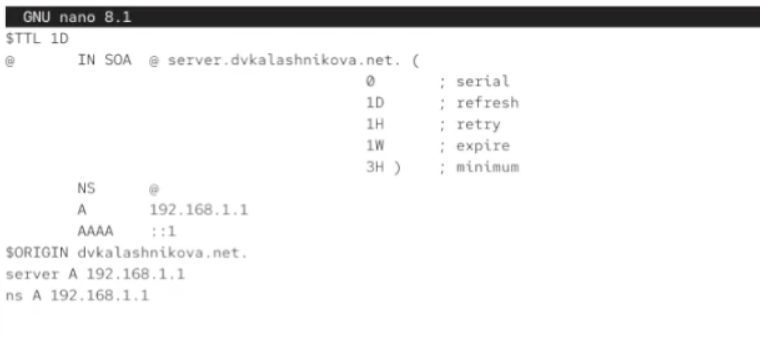 GNU nano 8.1
$TTL 1D
@ IN SOA @ server.dvkalashnikova.net. (
0 ; serial
1D ; refresh
1H ; retry
1W ; expire
3H ) ; minimum
NS @
A 192.168.1.1
AAAA ::1
$ORIGIN dvkalashnikova.net.
server A 192.168.1.1
ns A 192.168.1.1